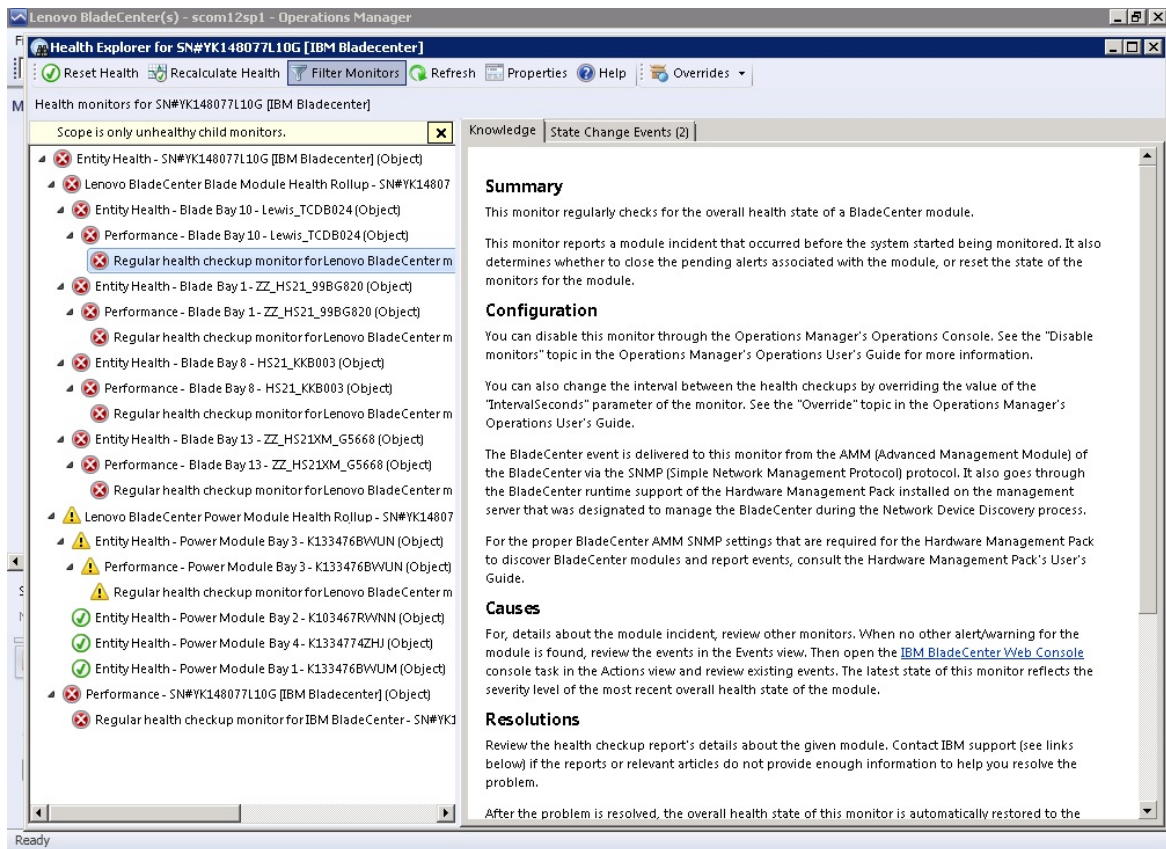 Lenovo BladeCenter(s) - scom12sp1 - Operations Manager
Health Explorer for SN#YK148077L10G [IBM Bladecenter]
Reset Health Recalculate Health Filter Monitors Refresh Properties Help Overrides
Health monitors for SN#YK148077L10G [IBM Bladecenter]
Scope is only unhealthy child monitors.
Entity Health - SN#YK148077L10G [IBM Bladecenter] (Object)
Lenovo BladeCenter Blade Module Health Rollup - SN#YK14807
Entity Health - Blade Bay 10 - Lewis_TCDB024 (Object)
Performance - Blade Bay 10 - Lewis_TCDB024 (Object)
Regular health checkup monitor for Lenovo BladeCenter m
Entity Health - Blade Bay 1 - ZZ_HS21_99BG820 (Object)
Performance - Blade Bay 1 - ZZ_HS21_99BG820 (Object)
Regular health checkup monitor for Lenovo BladeCenter m
Entity Health - Blade Bay 8 - HS21_KKB003 (Object)
Performance - Blade Bay 8 - HS21_KKB003 (Object)
Regular health checkup monitor for Lenovo BladeCenter m
Entity Health - Blade Bay 13 - ZZ_HS21XM_G5668 (Object)
Performance - Blade Bay 13 - ZZ_HS21XM_G5668 (Object)
Regular health checkup monitor for Lenovo BladeCenter m
Lenovo BladeCenter Power Module Health Rollup - SN#YK14807
Entity Health - Power Module Bay 3 - K133476BWUN (Object)
Performance - Power Module Bay 3 - K133476BWUN (Object)
Regular health checkup monitor for Lenovo BladeCenter m
Entity Health - Power Module Bay 2 - K103467RWNN (Object)
Entity Health - Power Module Bay 4 - K1334774ZHJ (Object)
Entity Health - Power Module Bay 1 - K133476BWUM (Object)
Performance - SN#YK148077L10G [IBM Bladecenter] (Object)
Regular health checkup monitor for IBM BladeCenter - SN#YK1
Knowledge State Change Events (2)
Summary
This monitor regularly checks for the overall health state of a BladeCenter module.
This monitor reports a module incident that occurred before the system started being monitored. It also
determines whether to close the pending alerts associated with the module, or reset the state of the
monitors for the module.
Configuration
You can disable this monitor through the Operations Manager's Operations Console. See the "Disable
monitors" topic in the Operations Manager's Operations User's Guide for more information.
You can also change the interval between the health checkups by overriding the value of the
"IntervalSeconds" parameter of the monitor. See the "Override" topic in the Operations Manager's
Operations User's Guide.
The BladeCenter event is delivered to this monitor from the AMM (Advanced Management Module) of
the BladeCenter via the SNMP (Simple Network Management Protocol) protocol. It also goes through
the BladeCenter runtime support of the Hardware Management Pack installed on the management
server that was designated to manage the BladeCenter during the Network Device Discovery process.
For the proper BladeCenter AMM SNMP settings that are required for the Hardware Management Pack
to discover BladeCenter modules and report events, consult the Hardware Management Pack's User's
Guide.
Causes
For, details about the module incident, review other monitors. When no other alert/warning for the
module is found, review the events in the Events view. Then open the IBM BladeCenter Web Console
console task in the Actions view and review existing events. The latest state of this monitor reflects the
severity level of the most recent overall health state of the module.
Resolutions
Review the health checkup report's details about the given module. Contact IBM support (see links
below) if the reports or relevant articles do not provide enough information to help you resolve the
problem.
After the problem is resolved, the overall health state of this monitor is automatically restored to the
Ready